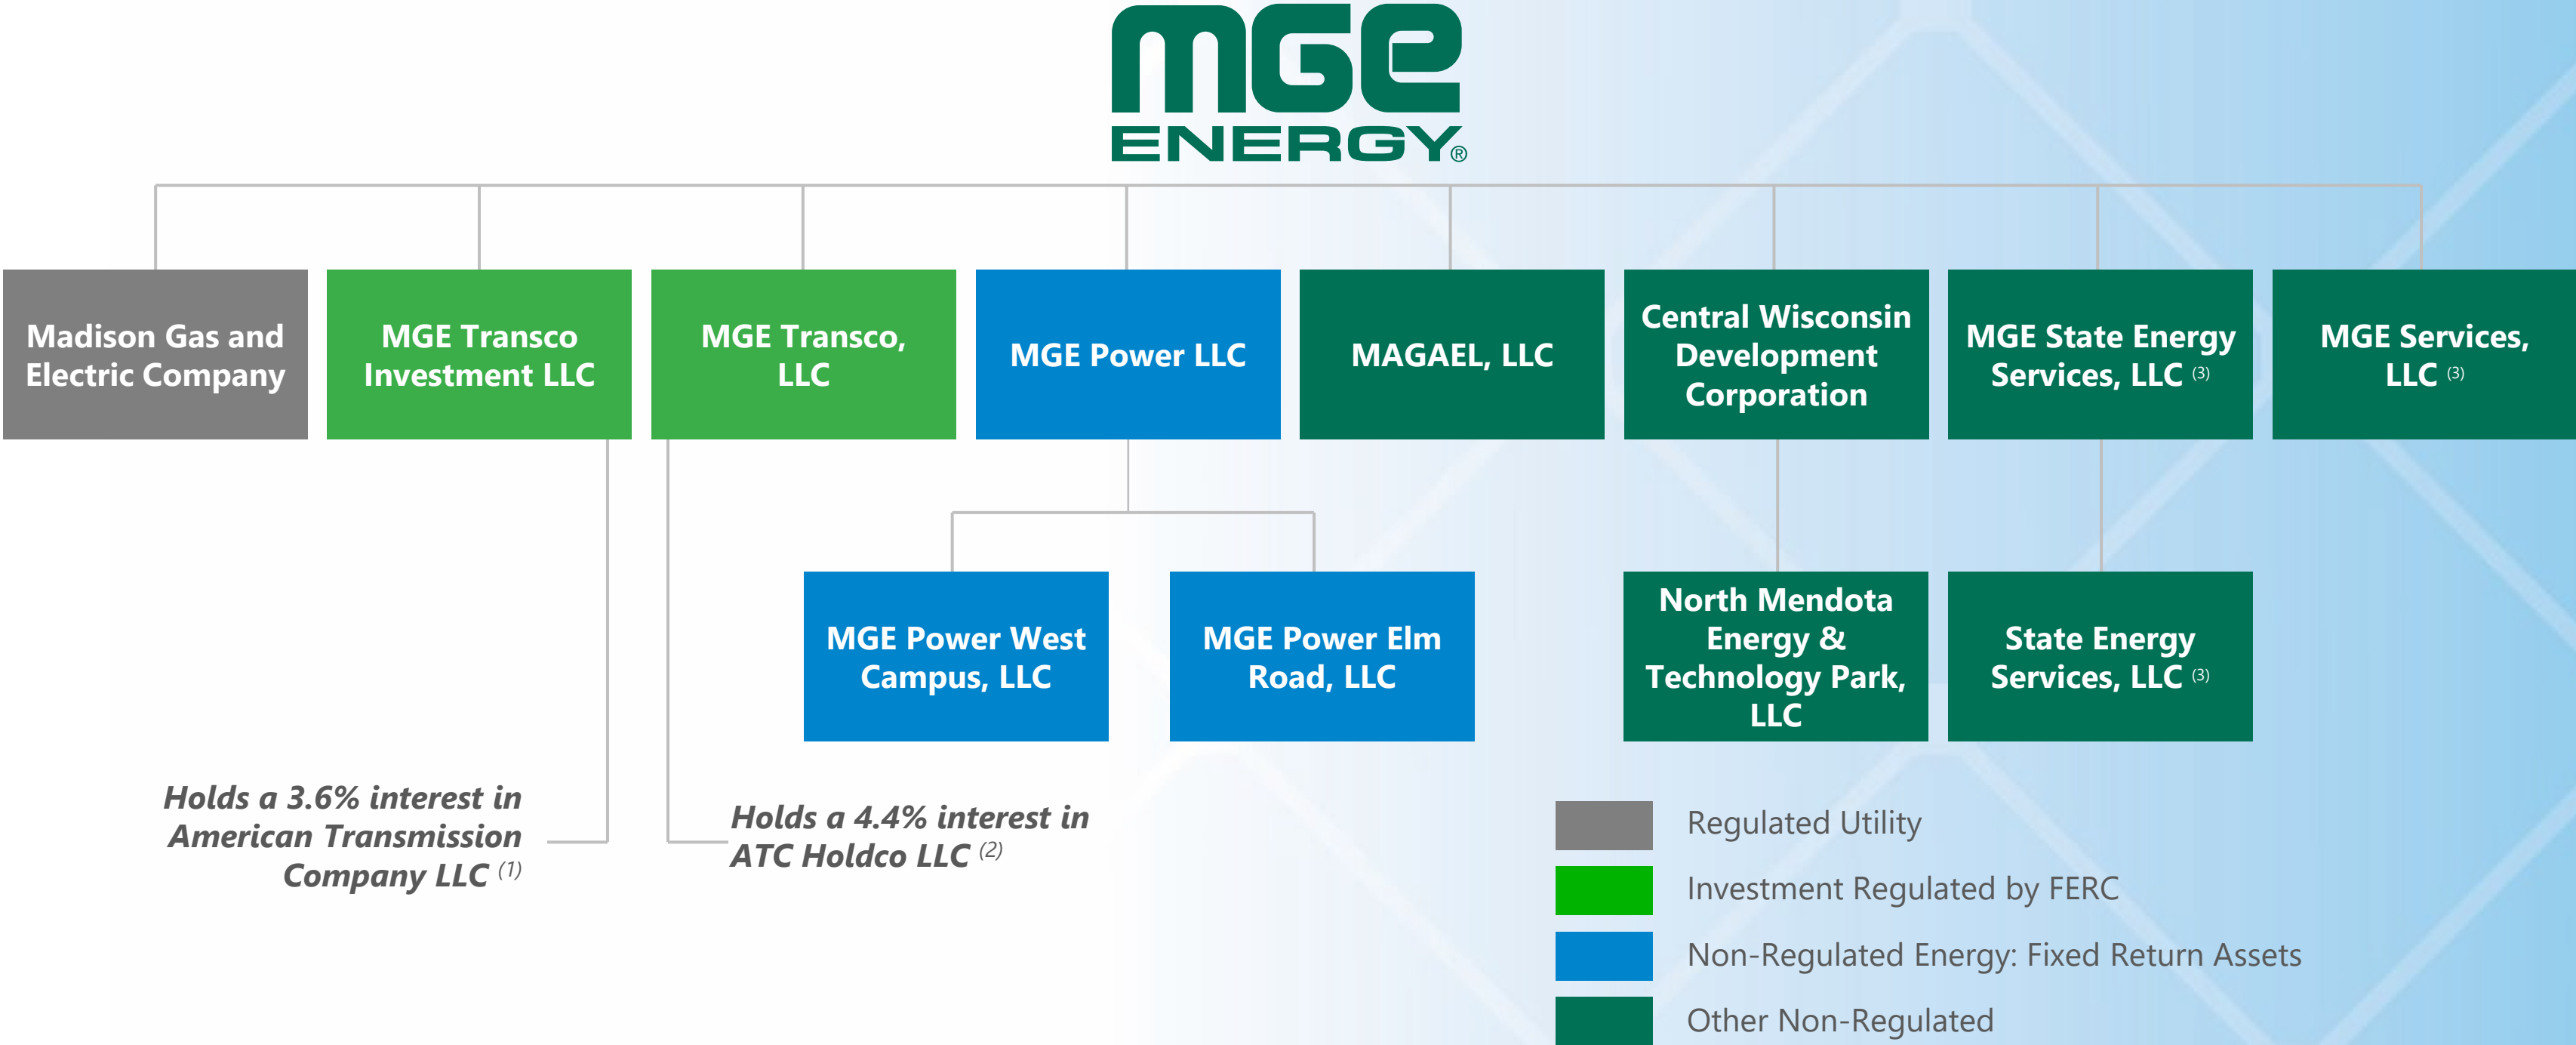 mGe
ENERGY®
Madison Gas and
Electric Company
MGE Transco
Investment LLC
MGE Transco,
LLC
MGE Power LLC
MAGAEL, LLC
Central Wisconsin
Development
Corporation
MGE State Energy
Services, LLC (3)
MGE Services,
LLC (3)
MGE Power West
Campus, LLC
MGE Power Elm
Road, LLC
North Mendota
Energy &
Technology Park,
LLC
State Energy
Services, LLC (3)
Holds a 3.6% interest in
American Transmission
Company LLC (1)
Holds a 4.4% interest in
ATC Holdco LLC (2)
Regulated Utility
Investment Regulated by FERC
Non-Regulated Energy: Fixed Return Assets
Other Non-Regulated